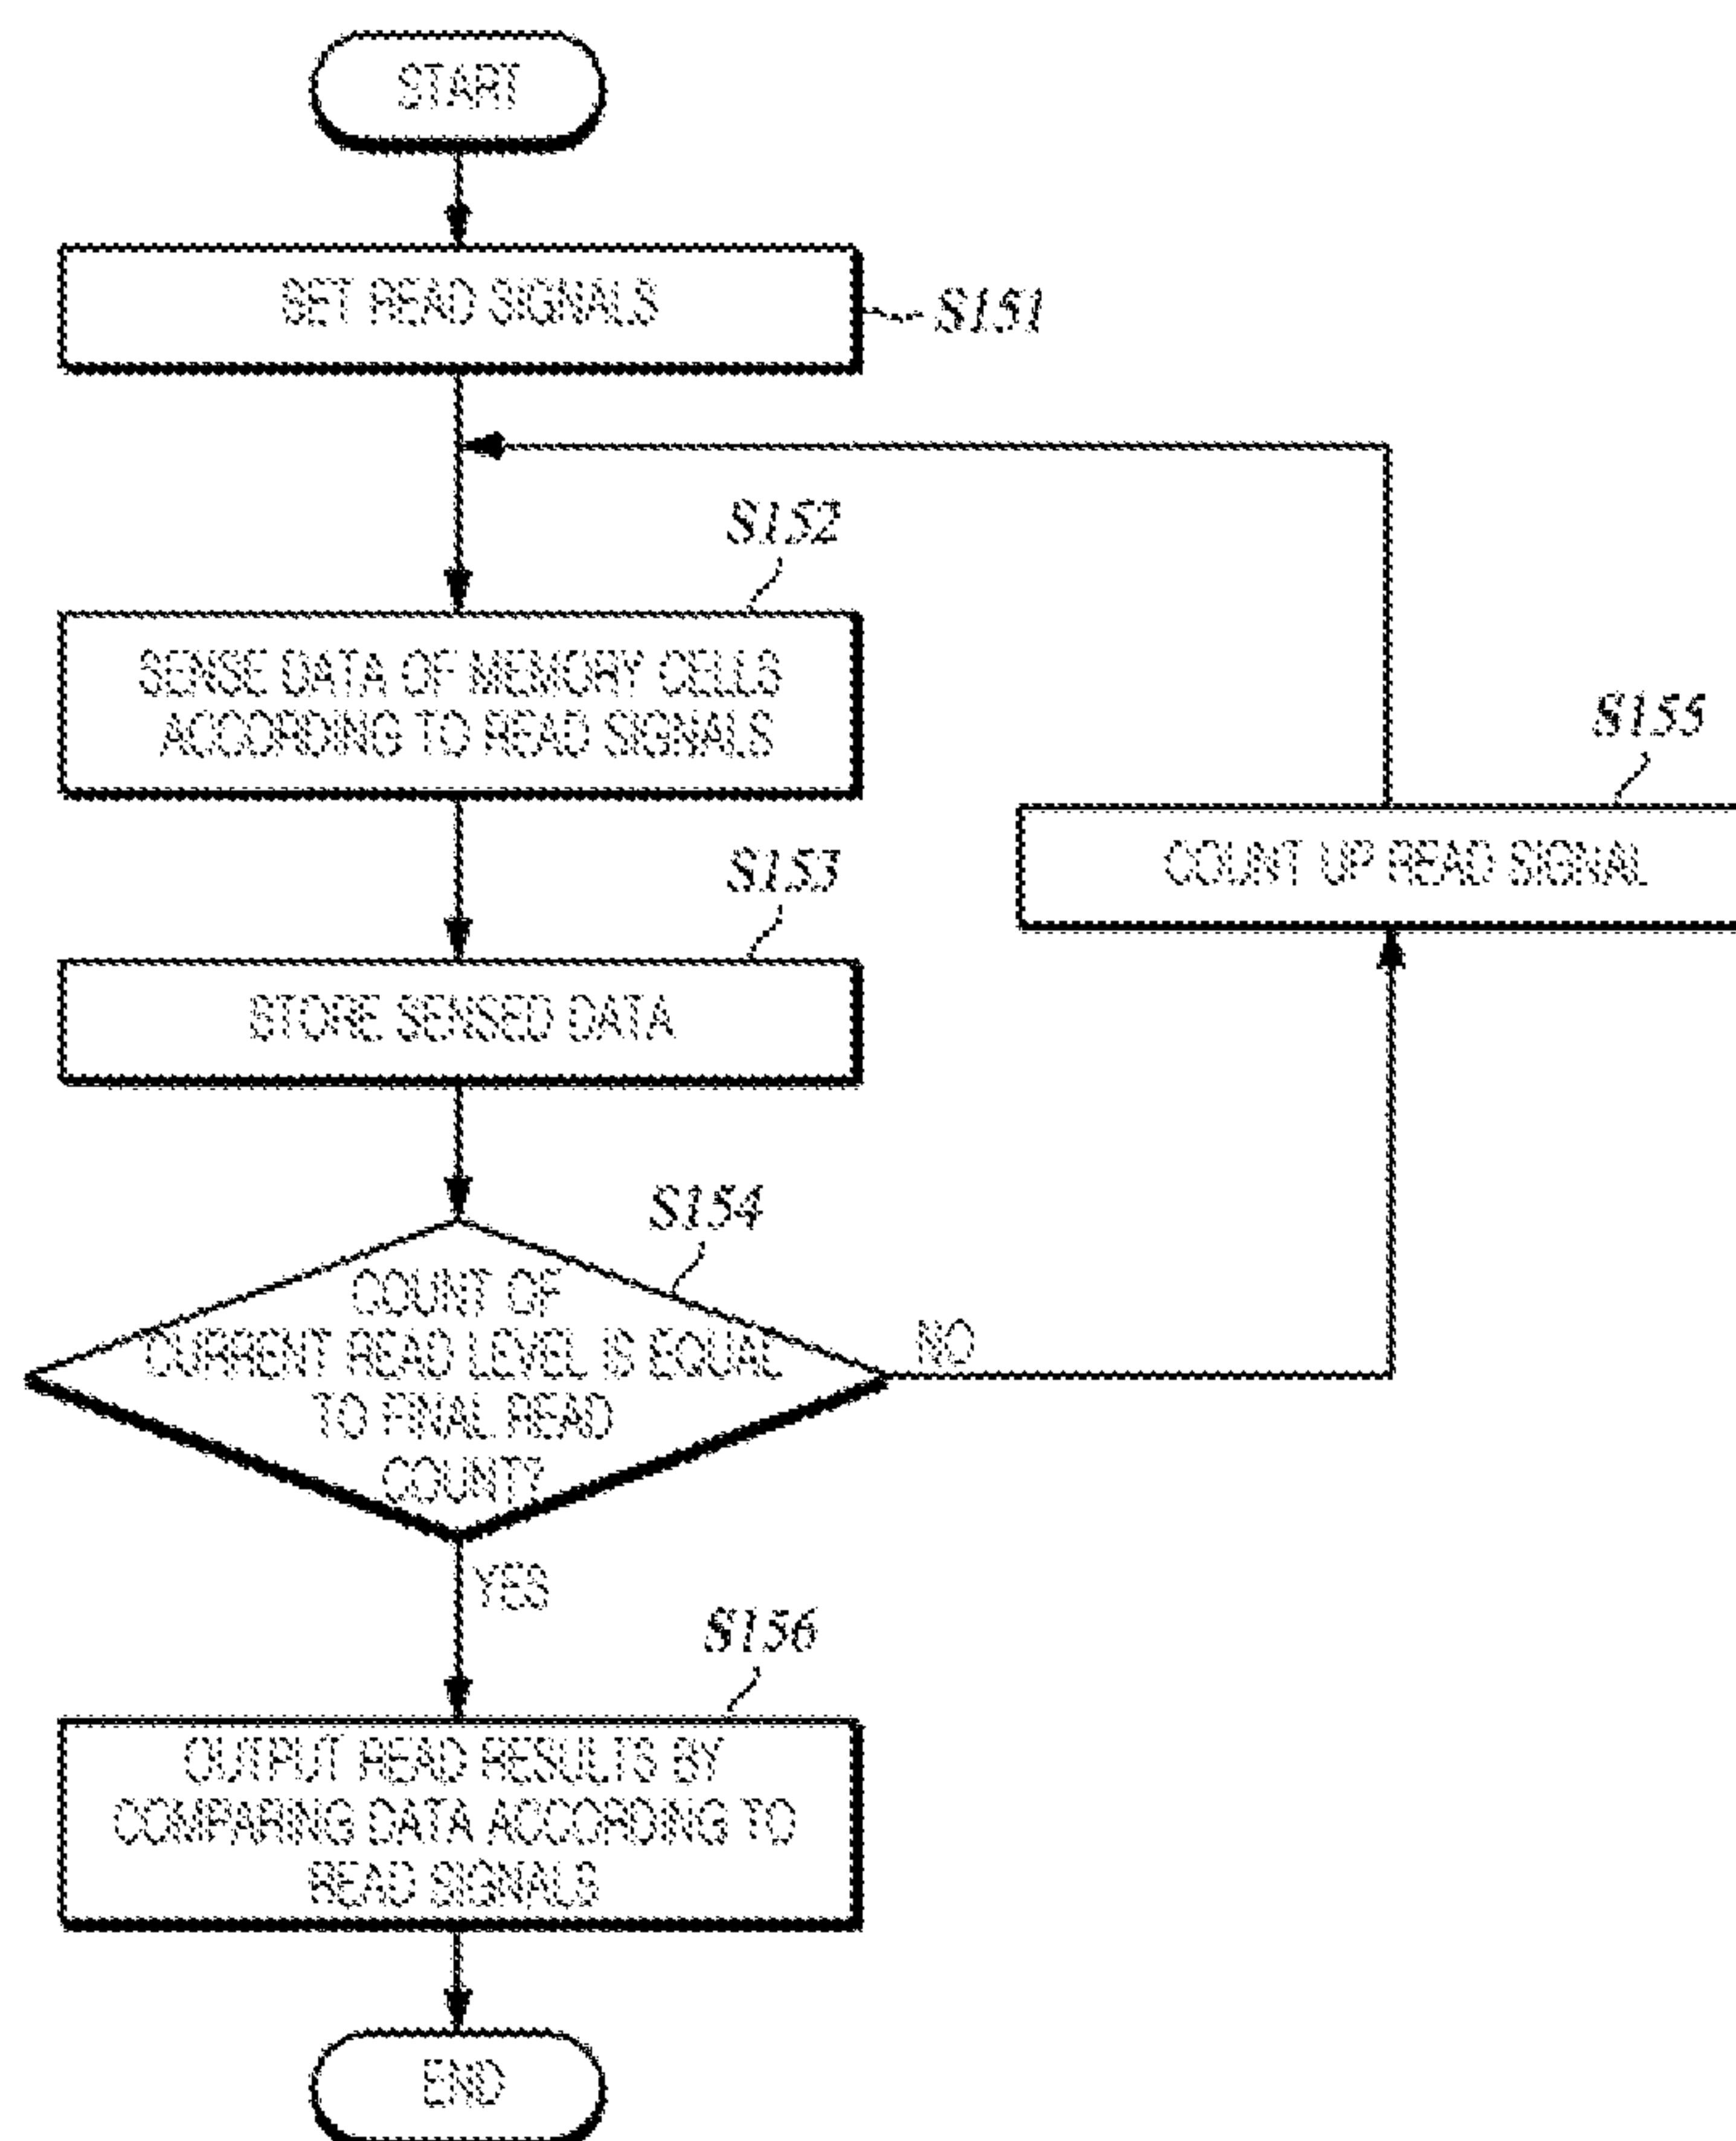 START
SET READ SIGNALS
S151
S152
SENSE DATA OF MEMORY CELLS
ACCORDING TO READ SIGNALS
S155
COUNT UP READ SIGNAL
S153
STORE SENSED DATA
S154
COUNT OF
CURRENT READ LEVEL IS EQUAL
TO FINAL READ
COUNT?
NO
YES
S156
OUTPUT READ RESULTS BY
COMPARING DATA ACCORDING TO
READ SIGNALS
END